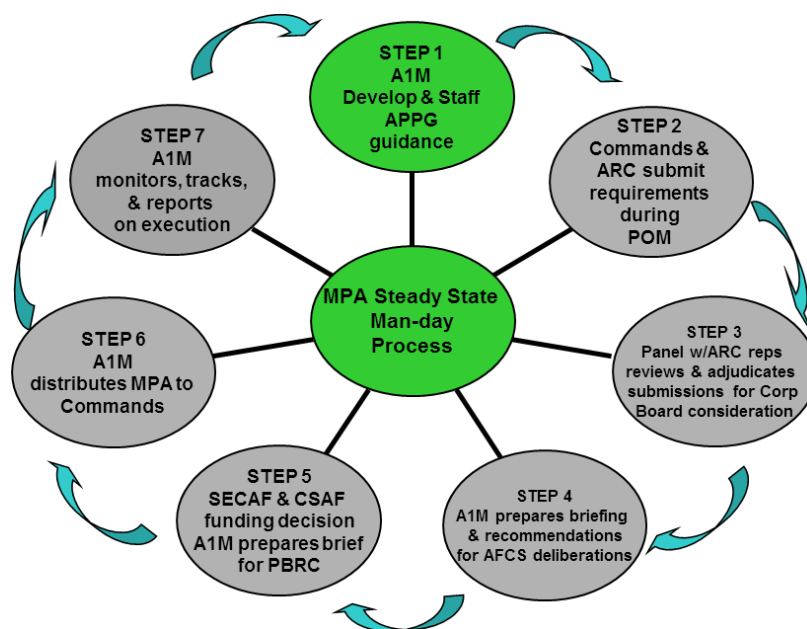 STEP 1
A1M
Develop & Staff
APPG
guidance
STEP 2
Commands &
ARC submit
requirements
during
POM
STEP 3
Panel w/ARC reps
reviews & adjudicates
submissions for Corp
Board consideration
STEP 4
A1M prepares briefing
& recommendations
for AFCS deliberations
STEP 5
SECAF & CSAF
funding decision
A1M prepares brief
for PBRC
STEP 6
A1M
distributes MPA to
Commands
STEP 7
A1M
monitors, tracks,
& reports
on execution
MPA Steady State
Man-day
Process